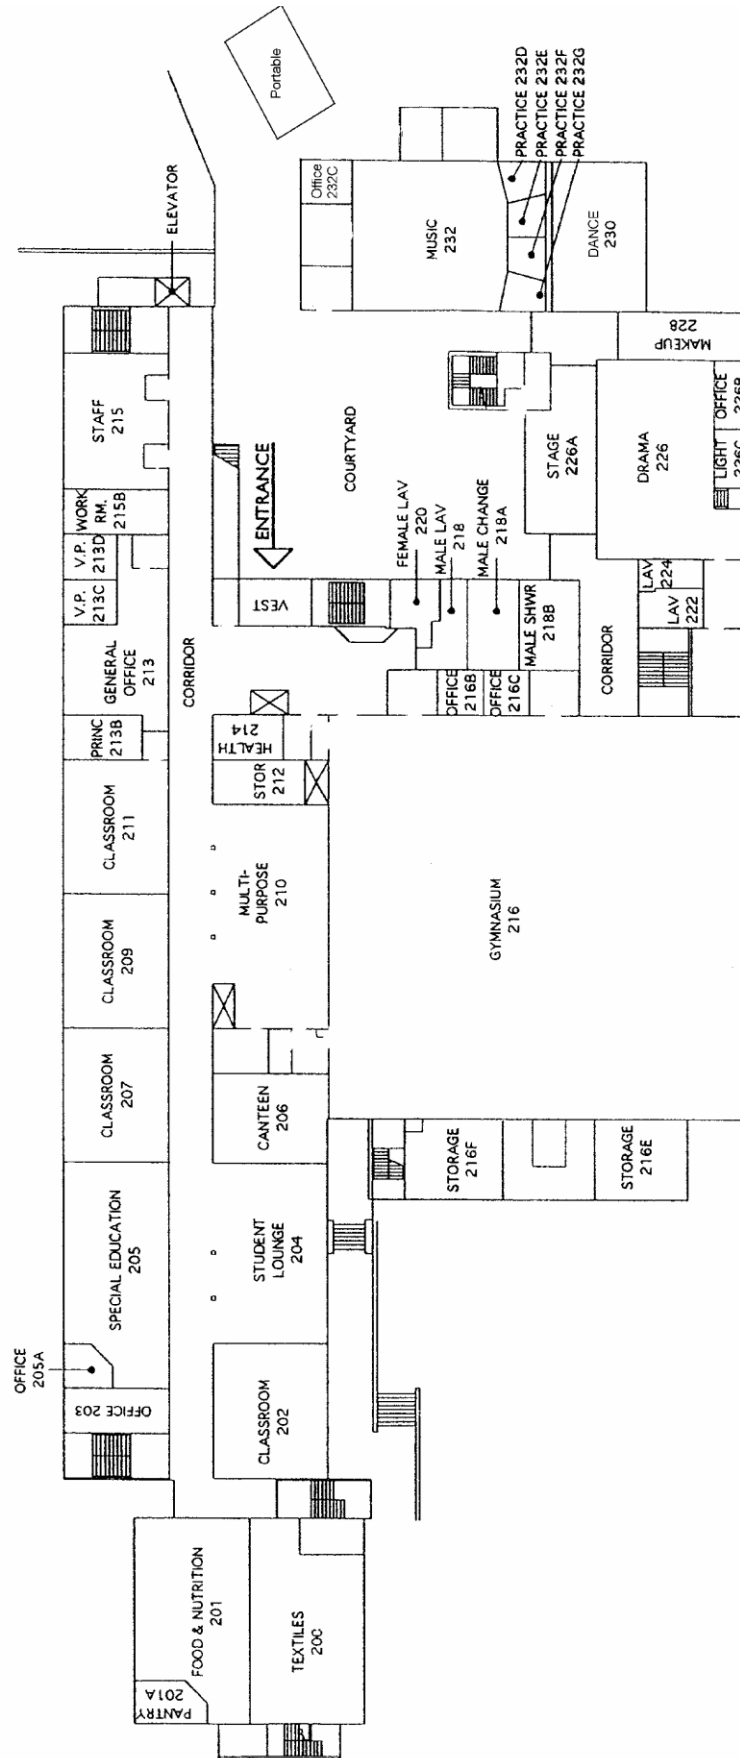 Portable
PRACTICE 232D
PRACTICE 232E
PRACTICE 232F
PRACTICE 232G
ELEVATOR
Office
232C
MUSIC
232
DANCE
230
MAKEUP
228
STAFF
215
COURTYARD
STAGE
226A
DRAMA
226
OFFICE
226B
LIGHT
226C
WORK
RM.
215B
ENTRANCE
V.P.
213D
V.P.
213C
FEMALE LAV
220
MALE LAV
218
MALE CHANGE
218A
VEST
MALE SHWR
218B
LAV
224
LAV
222
GENERAL
OFFICE
213
CORRIDOR
OFFICE
216B
OFFICE
216C
CORRIDOR
PRINC
213B
HEALTH
214
STOR
212
CLASSROOM
211
MULTI-
PURPOSE
210
GYMNASIUM
216
CLASSROOM
209
CLASSROOM
207
CANTEEN
206
STORAGE
216F
STORAGE
216E
SPECIAL EDUCATION
205
STUDENT
LOUNGE
204
OFFICE
205A
OFFICE 203
CLASSROOM
202
FOOD & NUTRITION
201
TEXTILES
200
PANTRY
201A